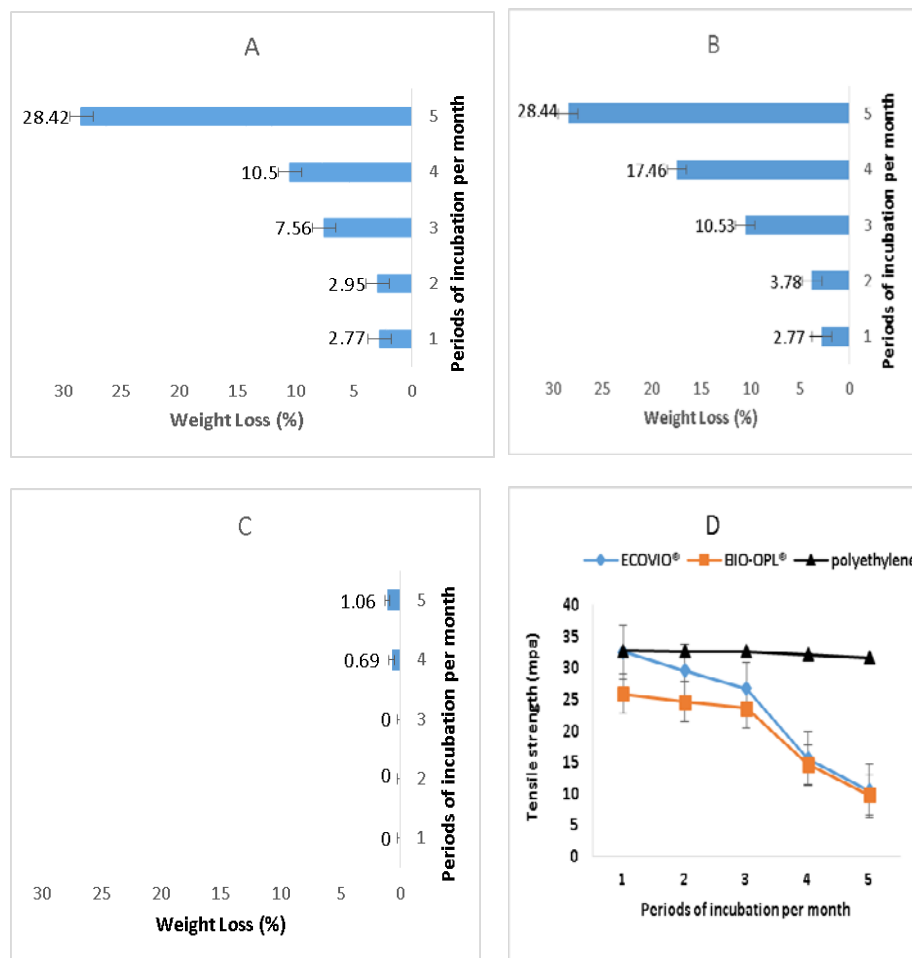 A
28.42
5
10.5
4
7.56
3
2.95
2
2.77
1
Periods of incubation per month
30 25 20 15 10 5 0
Weight Loss (%)
B
28.44
5
17.46
4
10.53
3
3.78
2
2.77
1
Periods of incubation per month
30 25 20 15 10 5 0
Weight Loss (%)
C
1.06
5
0.69
4
0
3
0
2
0
1
Periods of incubation per month
30 25 20 15 10 5 0
Weight Loss (%)
D
ECOVIO® BIO-OPL® polyethylene
40
35
30
25
20
15
10
5
0
Tensile strength (mpa)
1 2 3 4 5
Periods of incubation per month